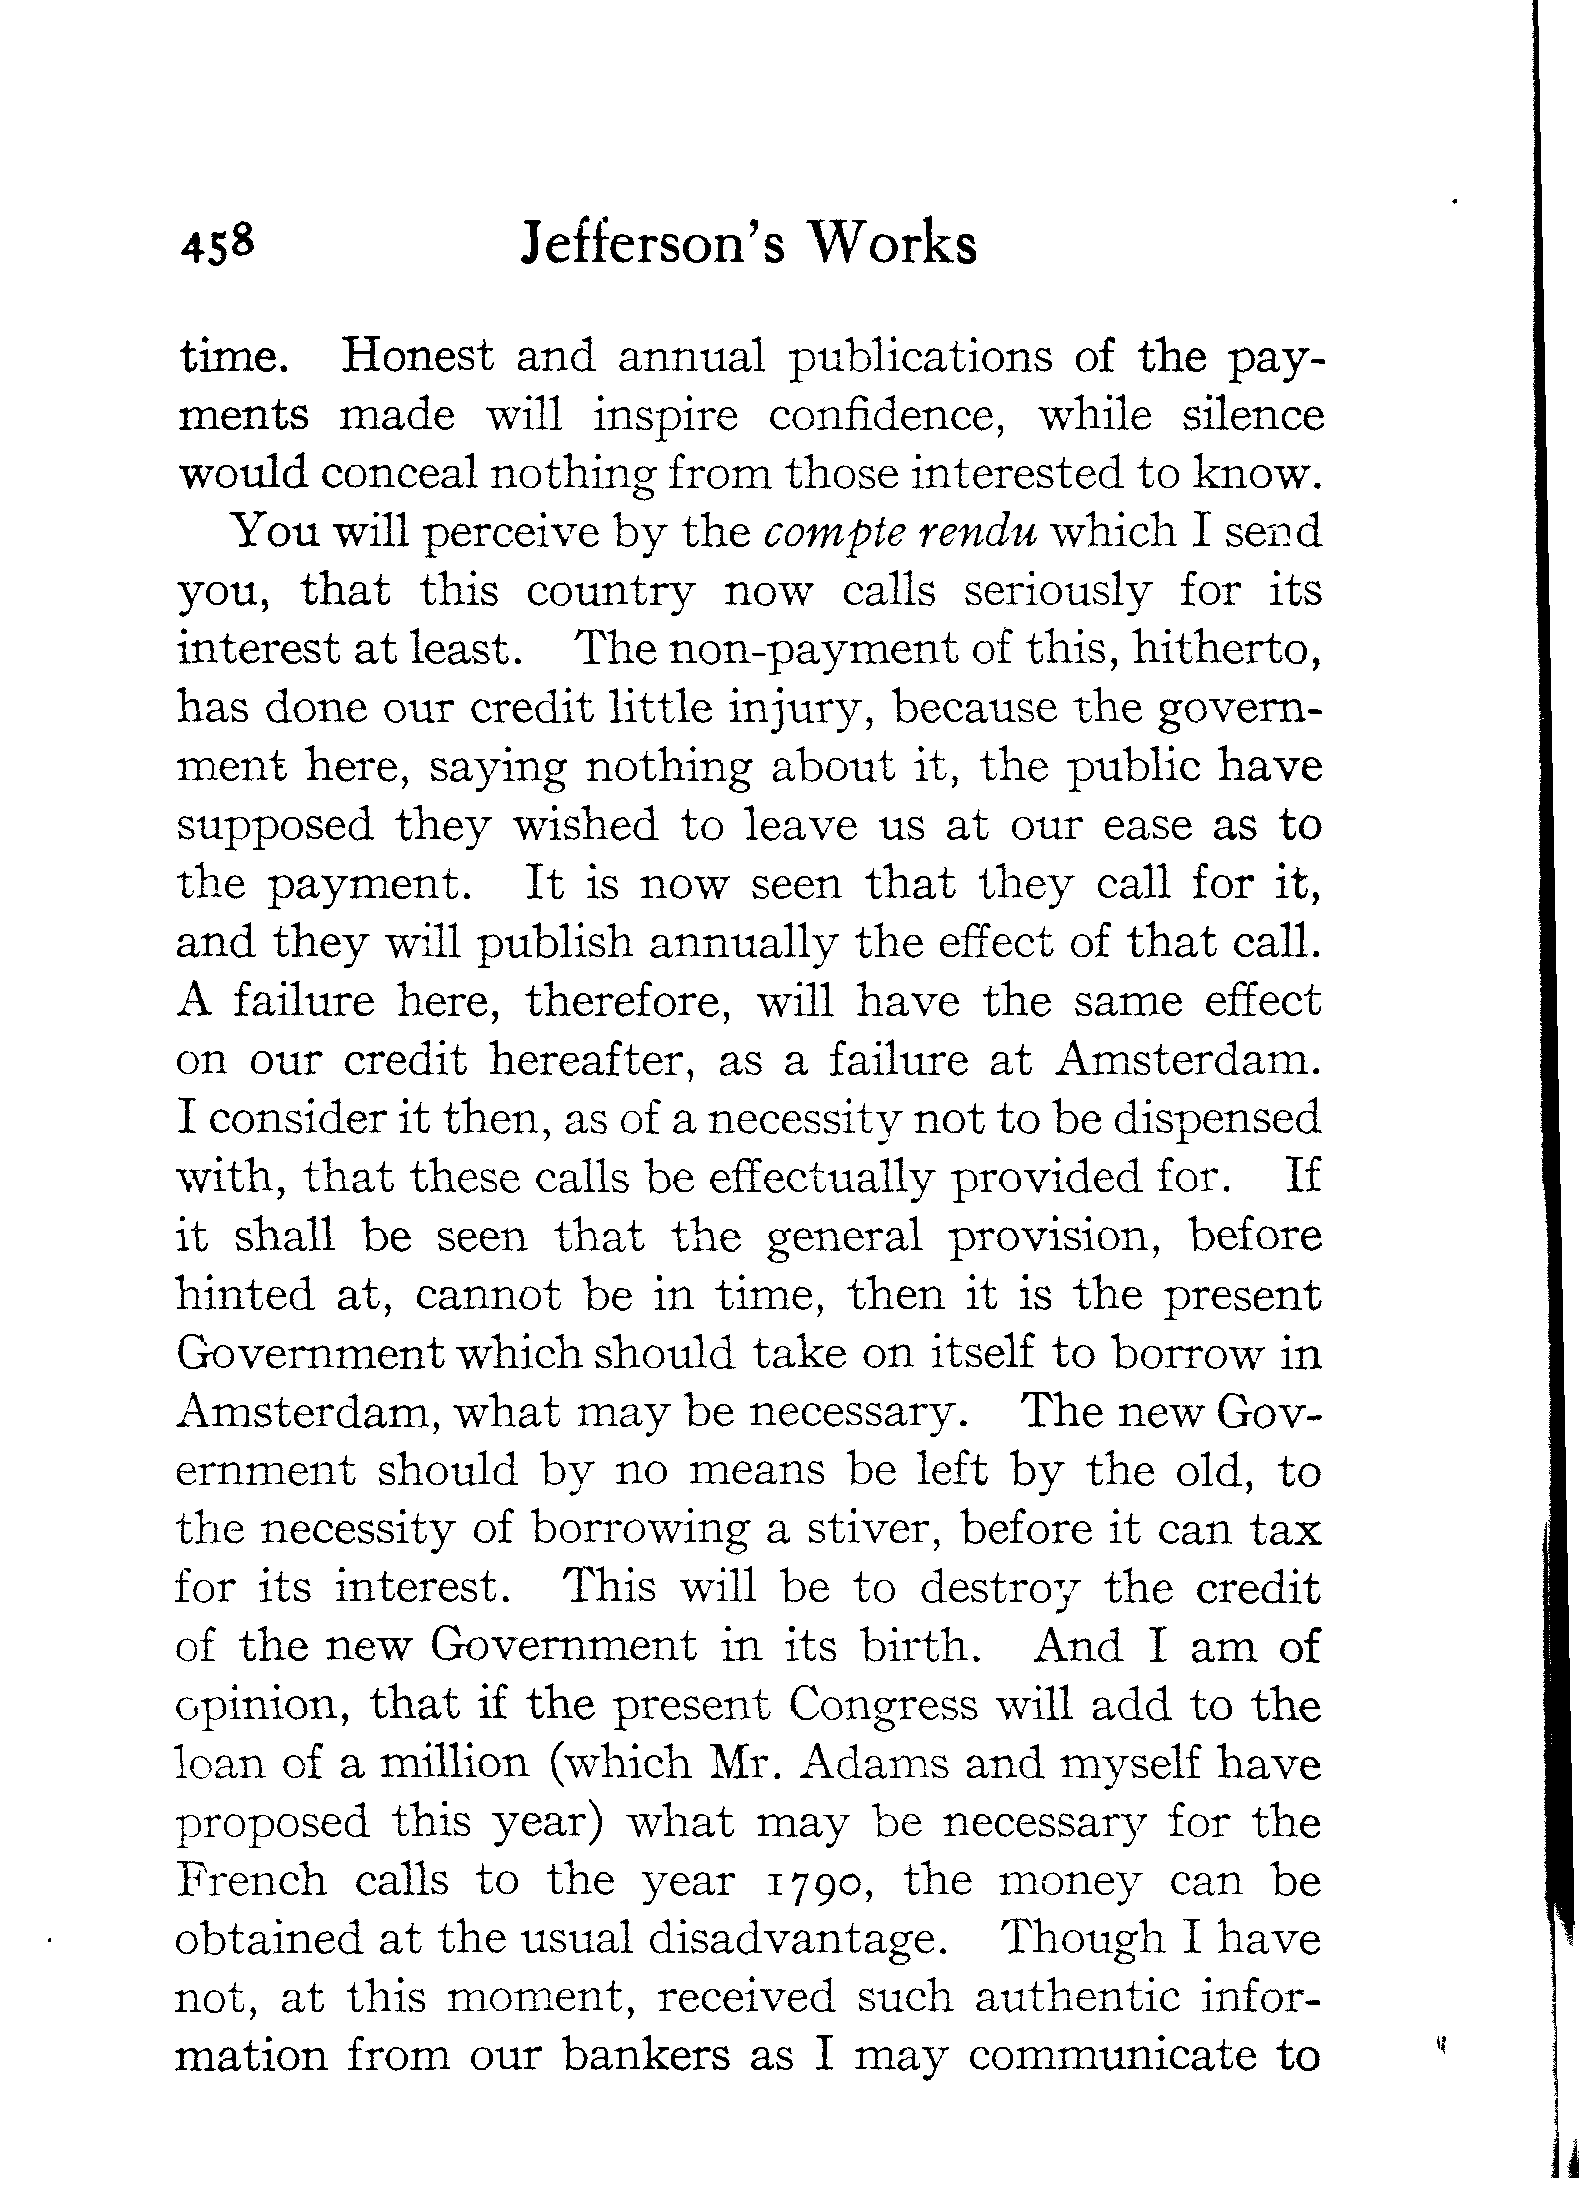 458 Jefferson's Works
time. Honest and annual publications of the pay-
ments made will inspire confidence, while silence
would conceal nothing from those interested to know.
You will perceive by the compte rendu which I send
you, that this country now calls seriously for its
interest at least. The non-payment of this, hitherto,
has done our credit little injury, because the govern-
ment here, saying nothing about it, the public have
supposed they wished to leave us at our ease as to
the payment. It is now seen that they call for it,
and they will publish annually the effect of that call.
A failure here, therefore, will have the same effect
on our credit hereafter, as a failure at Amsterdam.
I consider it then, as of a necessity not to be dispensed
with, that these calls be effectually provided for. If
it shall be seen that the general provision, before
hinted at, cannot be in time, then it is the present
Government which should take on itself to borrow in
Amsterdam, what may be necessary. The new Gov-
ernment should by no means be left by the old, to
the necessity of borrowing a stiver, before it can tax
for its interest. This will be to destroy the credit
of the new Government in its birth. And I am of
opinion, that if the present Congress will add to the
loan of a million (which Mr. Adams and myself have
proposed this year) what may be necessary for the
French calls to the year 1790, the money can be
obtained at the usual disadvantage. Though I have
not, at this moment, received such authentic infor-
mation from our bankers as I may communicate to